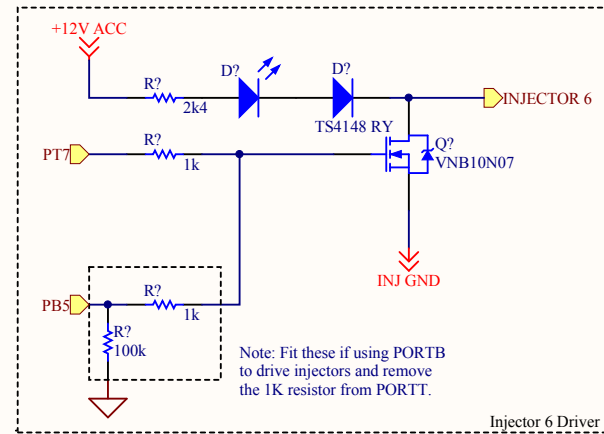 +12V ACC
D?
D?
R?
2k4
INJECTOR 6
TS4148 RY
PT7
R?
1k
Q?
VNB10N07
INJ GND
PB5
R?
1k
R?
100k
Note: Fit these if using PORTB
to drive injectors and remove
the 1K resistor from PORTT.
Injector 6 Driver